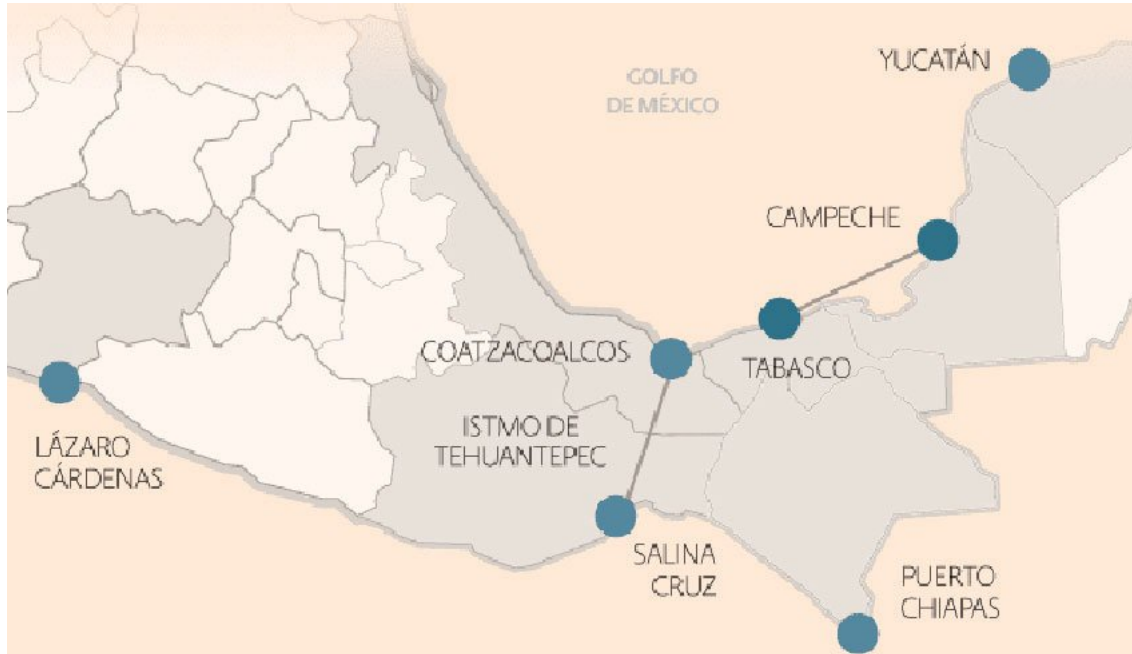 YUCATÁN
GOLFO
DE MÉXICO
CAMPECHE
COATZACOALCOS
TABASCO
ISTMO DE
TEHUANTEPEC
LÁZARO
CÁRDENAS
SALINA
CRUZ
PUERTO
CHIAPAS